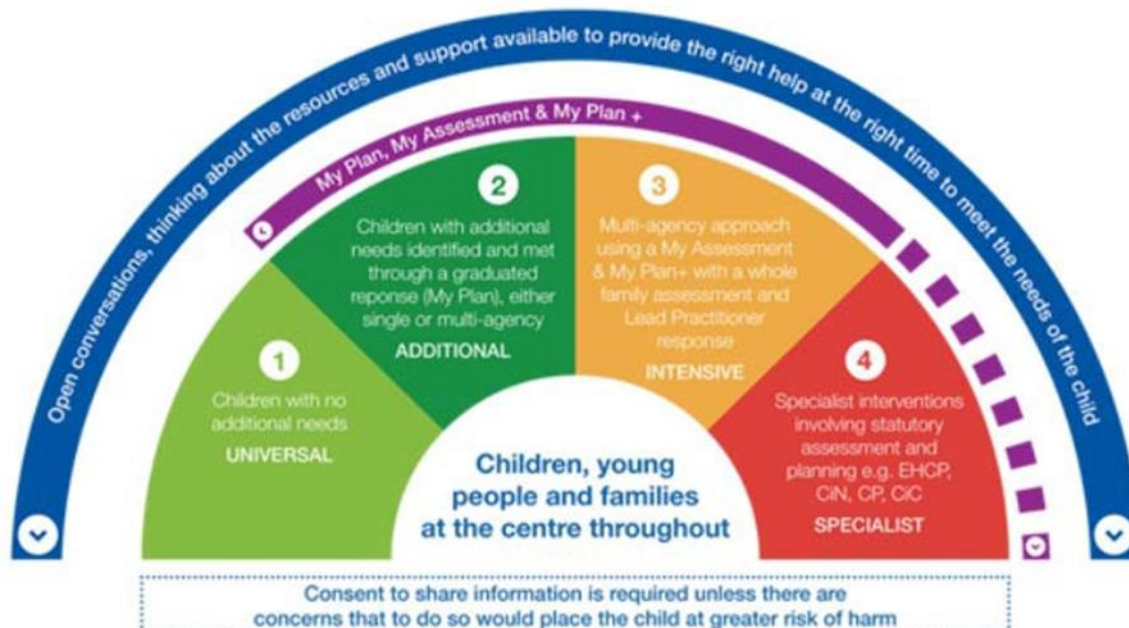 Open conversations, thinking about the resources and support available to provide the right help at the right time to meet the needs of the child
My Plan, My Assessment & My Plan +
1
Children with no
additional needs
UNIVERSAL
2
Children with additional
needs identified and met
through a graduated
reponse (My Plan), either
single or multi-agency
ADDITIONAL
3
Multi-agency approach
using a My Assessment
& My Plan+ with a whole
family assessment and
Lead Practitioner
response
INTENSIVE
4
Specialist interventions
involving statutory
assessment and
planning e.g. EHCP,
CiN, CP, CiC
SPECIALIST
Children, young
people and families
at the centre throughout
Consent to share information is required unless there are
concerns that to do so would place the child at greater risk of harm